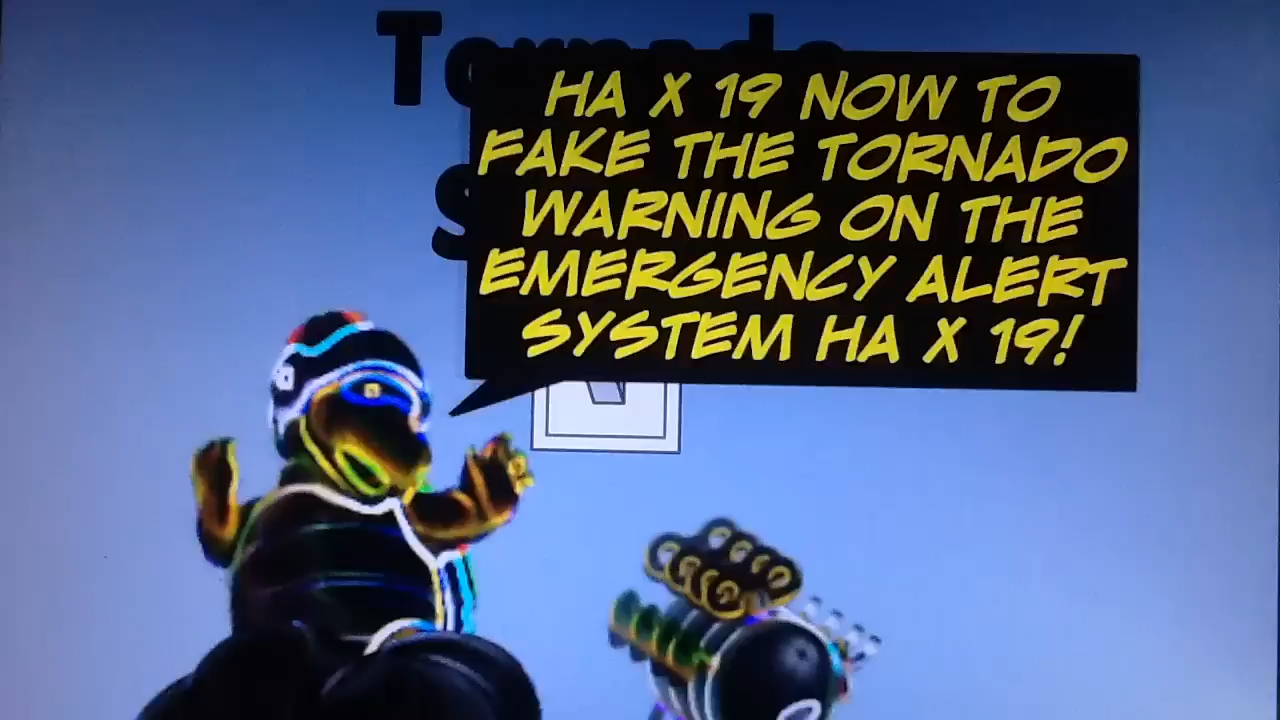 HA X 19 NOW TO
FAKE THE TORNADO
WARNING ON THE
EMERGENCY ALERT
SYSTEM HA X 19!